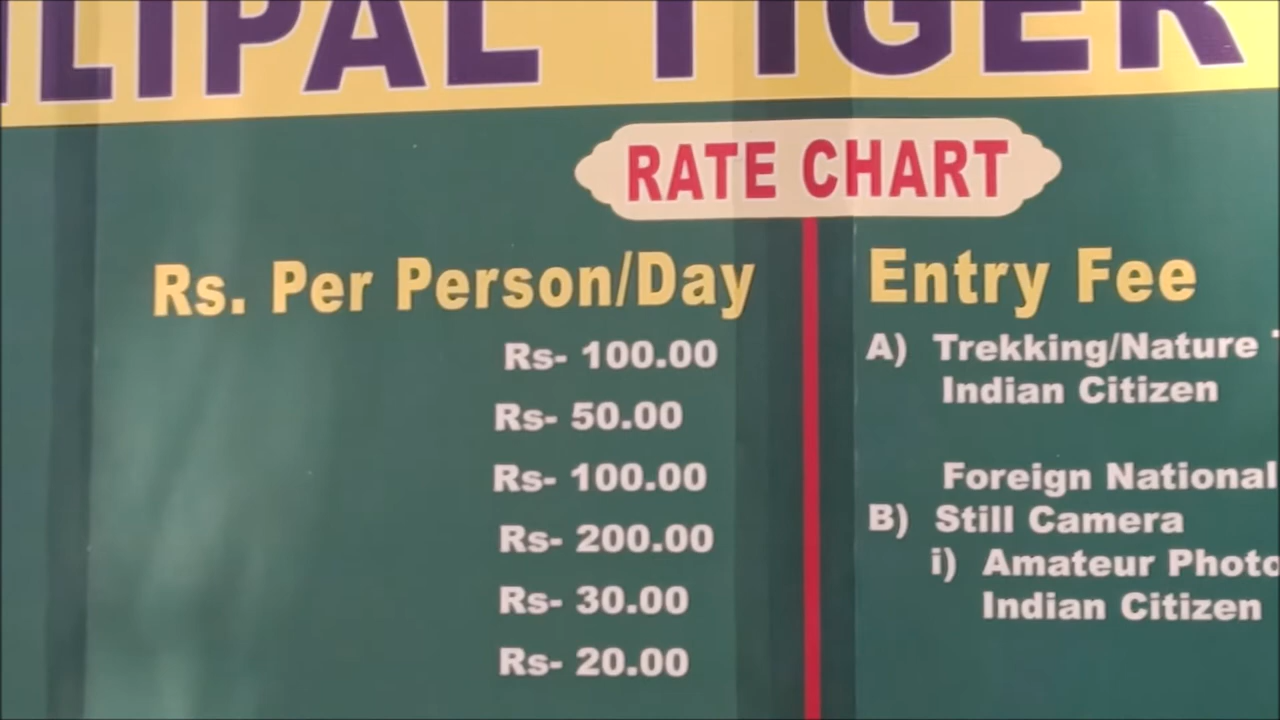 LIPAL TIGER
RATE CHART
Rs. Per Person/Day
Rs- 100.00
Rs- 50.00
Rs- 100.00
Rs- 200.00
Rs- 30.00
Rs- 20.00
Entry Fee
A) Trekking/Nature
Indian Citizen
Foreign National
B) Still Camera
i) Amateur Photo
Indian Citizen